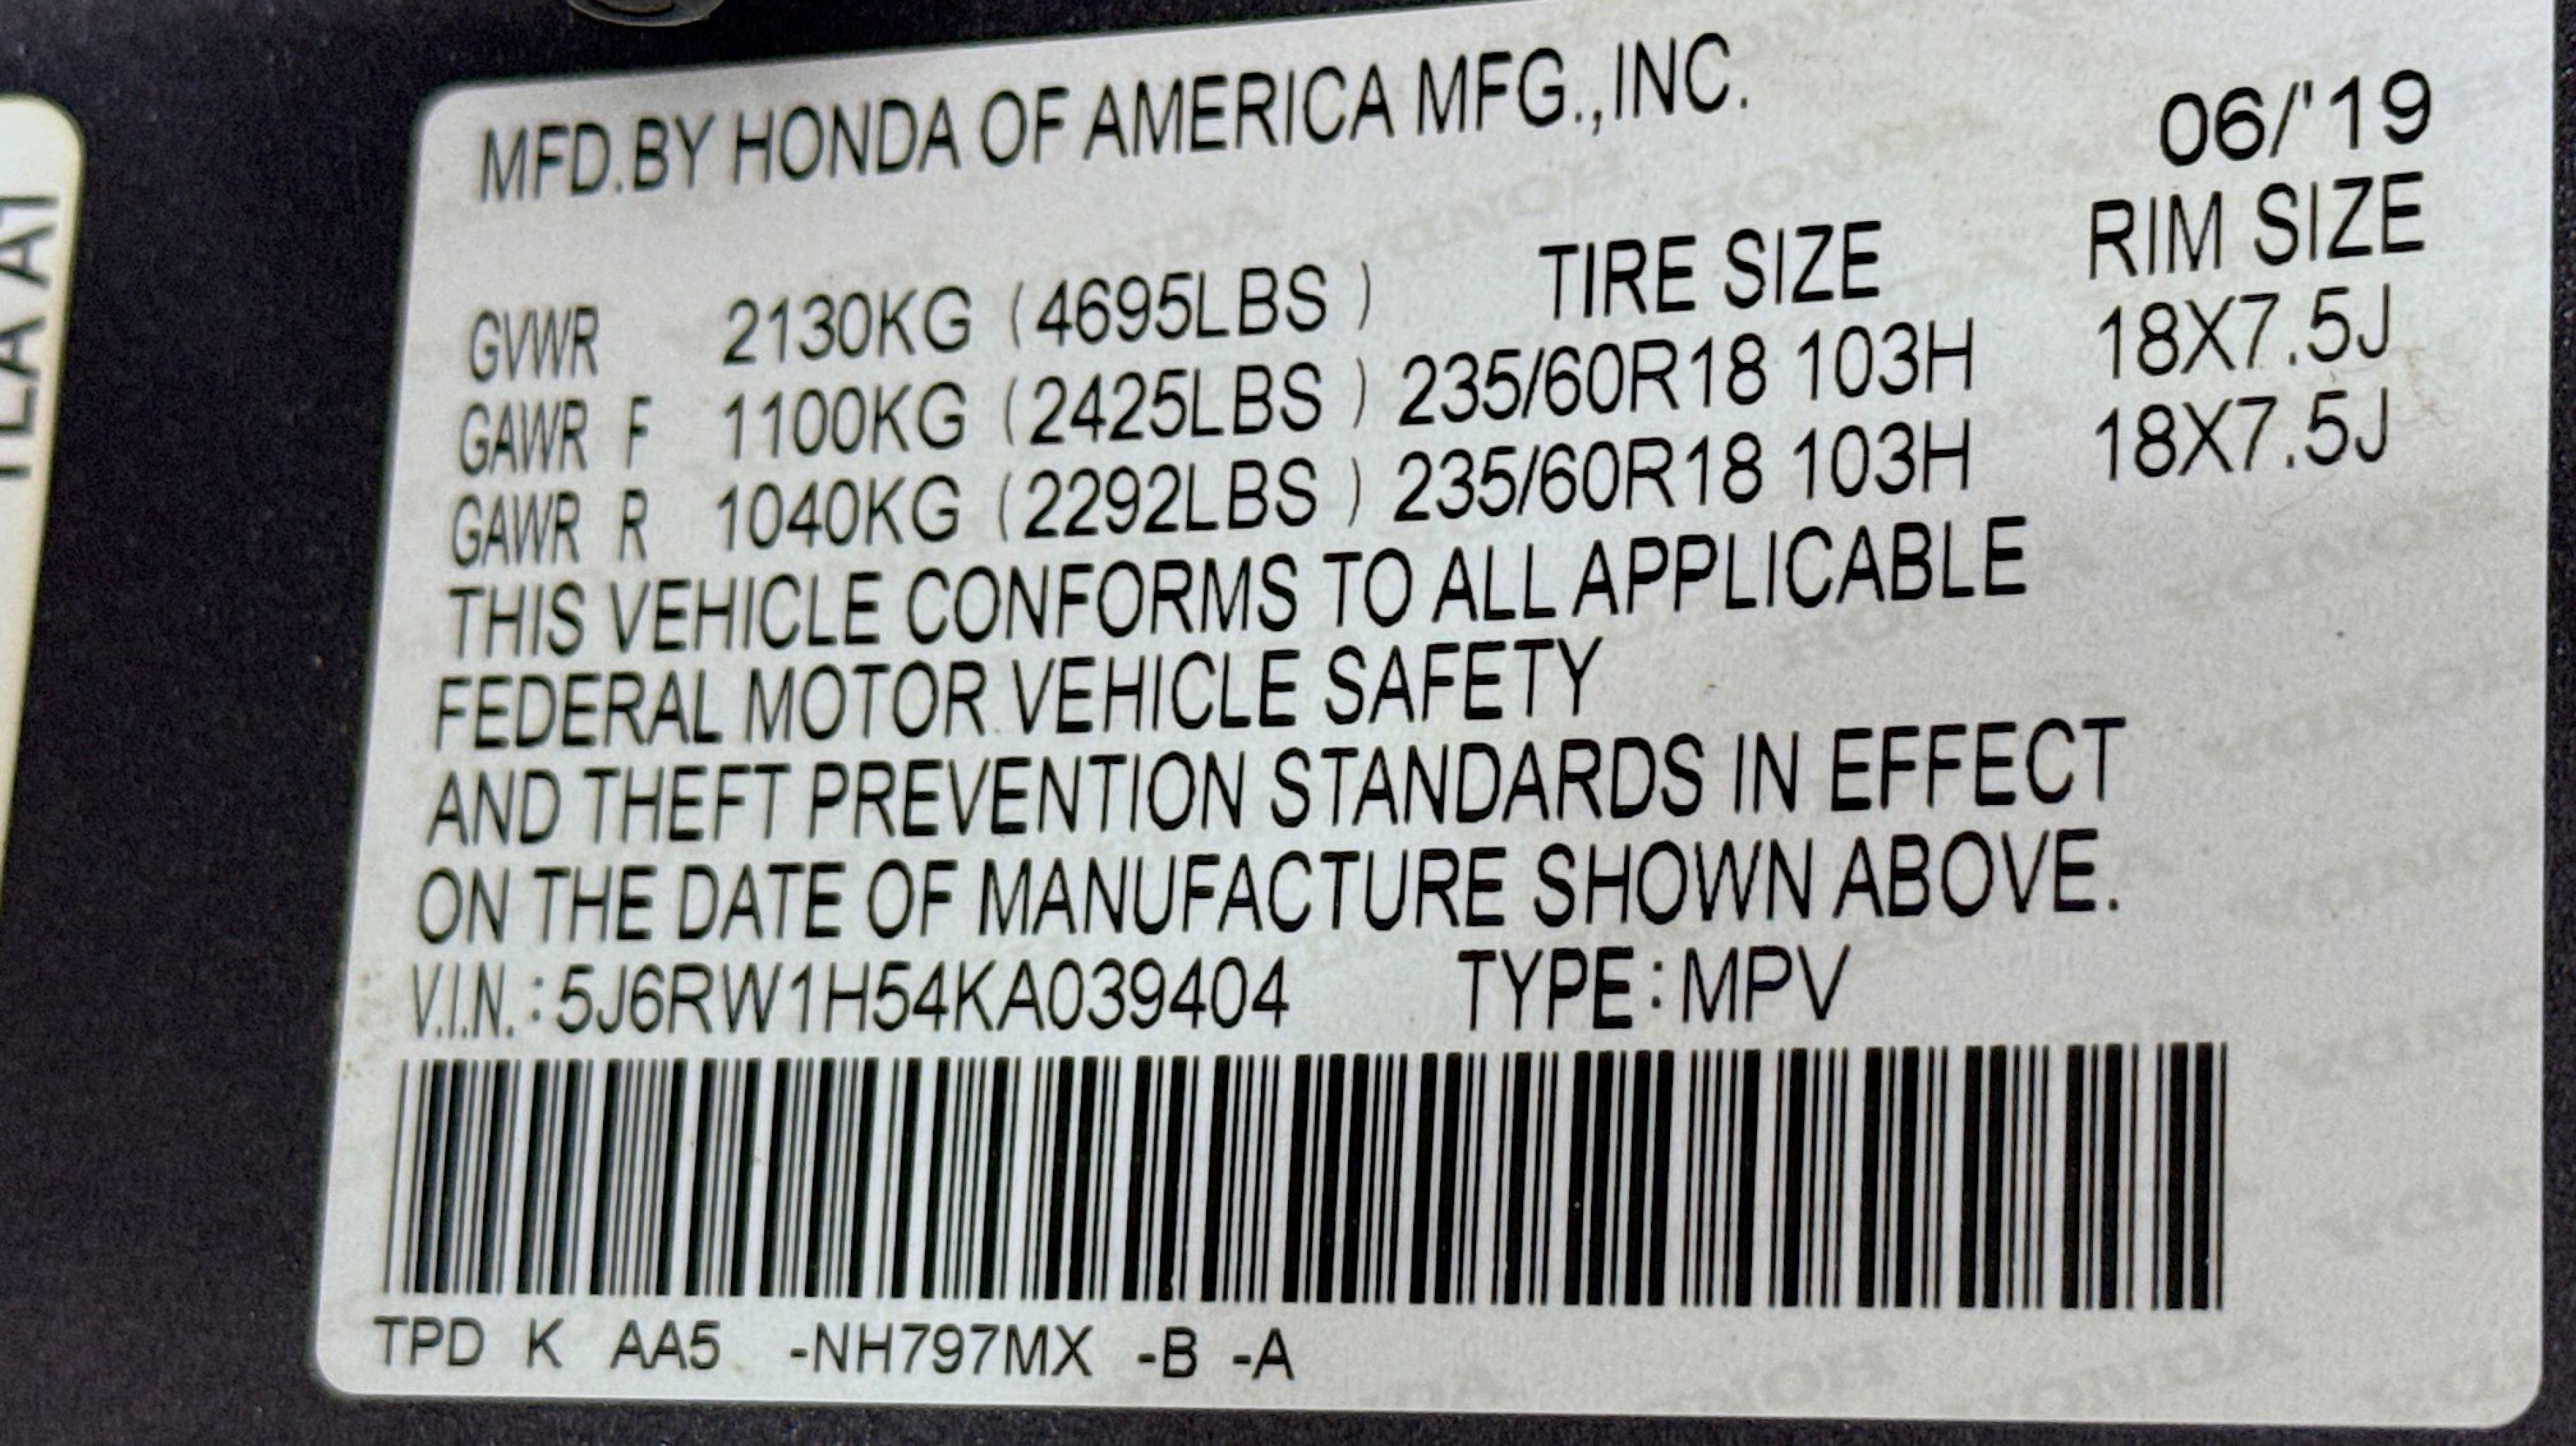 MFD.BY HONDA OF AMERICA MFG.,INC.
06/'19
GVWR 2130KG (4695LBS ) TIRE SIZE RIM SIZE
GAWR F 1100KG (2425LBS ) 235/60R18 103H 18X7.5J
GAWR R 1040KG (2292LBS ) 235/60R18 103H 18X7.5J
THIS VEHICLE CONFORMS TO ALL APPLICABLE
FEDERAL MOTOR VEHICLE SAFETY
AND THEFT PREVENTION STANDARDS IN EFFECT
ON THE DATE OF MANUFACTURE SHOWN ABOVE.
V.I.N.:5J6RW1H54KA039404 TYPE:MPV
TPD K AA5 -NH797MX -B -A